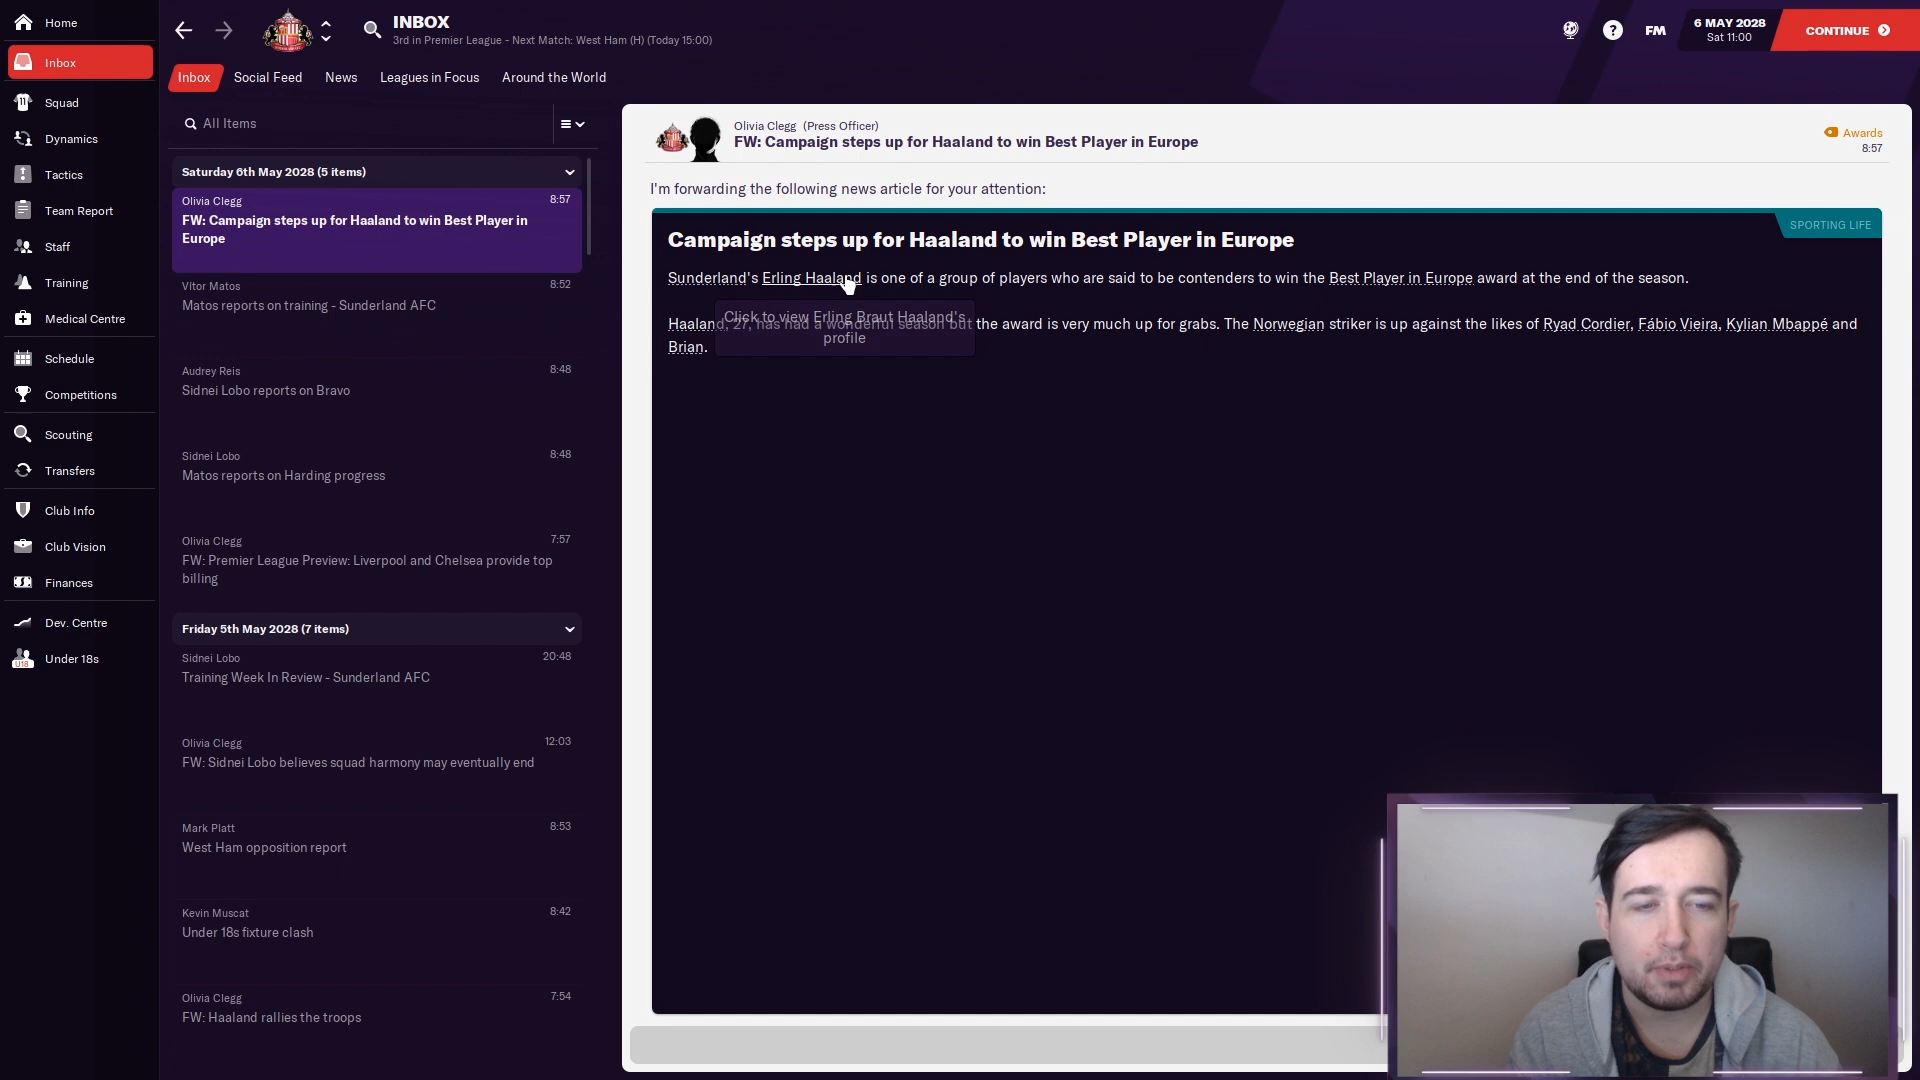 Home
Inbox
Squad
Dynamics
Tactics
Team Report
Staff
Training
Medical Centre
Schedule
Competitions
Scouting
Transfers
Club Info
Club Vision
Finances
Dev. Centre
U18
Under 18s
INBOX
3rd in Premier League - Next Match: West Ham (H) (Today 15:00)
FM
6 MAY 2028
Sat 11:00
CONTINUE
Inbox
Social Feed
News
Leagues in Focus
Around the World
All Items
Saturday 6th May 2028 (5 items)
Olivia Clegg 8:57
FW: Campaign steps up for Haaland to win Best Player in
Europe
Vítor Matos 8:52
Matos reports on training - Sunderland AFC
Audrey Reis 8:48
Sidnei Lobo reports on Bravo
Sidnei Lobo 8:48
Matos reports on Harding progress
Olivia Clegg 7:57
FW: Premier League Preview: Liverpool and Chelsea provide top
billing
Friday 5th May 2028 (7 items)
Sidnei Lobo 20:48
Training Week In Review - Sunderland AFC
Olivia Clegg 12:03
FW: Sidnei Lobo believes squad harmony may eventually end
Mark Platt 8:53
West Ham opposition report
Kevin Muscat 8:42
Under 18s fixture clash
Olivia Clegg 7:54
FW: Haaland rallies the troops
Olivia Clegg (Press Officer)
FW: Campaign steps up for Haaland to win Best Player in Europe
Awards
8:57
I'm forwarding the following news article for your attention:
SPORTING LIFE
Campaign steps up for Haaland to win Best Player in Europe
Sunderland's Erling Haaland is one of a group of players who are said to be contenders to win the Best Player in Europe award at the end of the season.
Haaland, 27, has had a wonderful season but the award is very much up for grabs. The Norwegian striker is up against the likes of Ryad Cordier, Fábio Vieira, Kylian Mbappé and
Brian.
Click to view Erling Braut Haaland's
profile